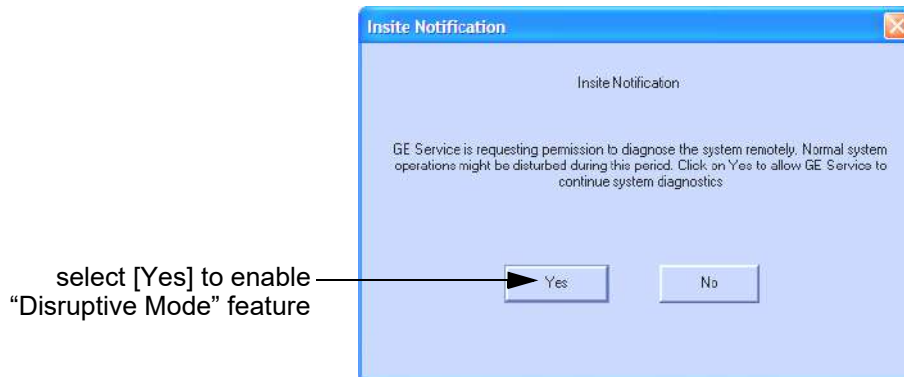 Insite Notification
Insite Notification
GE Service is requesting permission to diagnose the system remotely. Normal system
operations might be disturbed during this period. Click on Yes to allow GE Service to
continue system diagnostics
select [Yes] to enable
“Disruptive Mode” feature
Yes
No